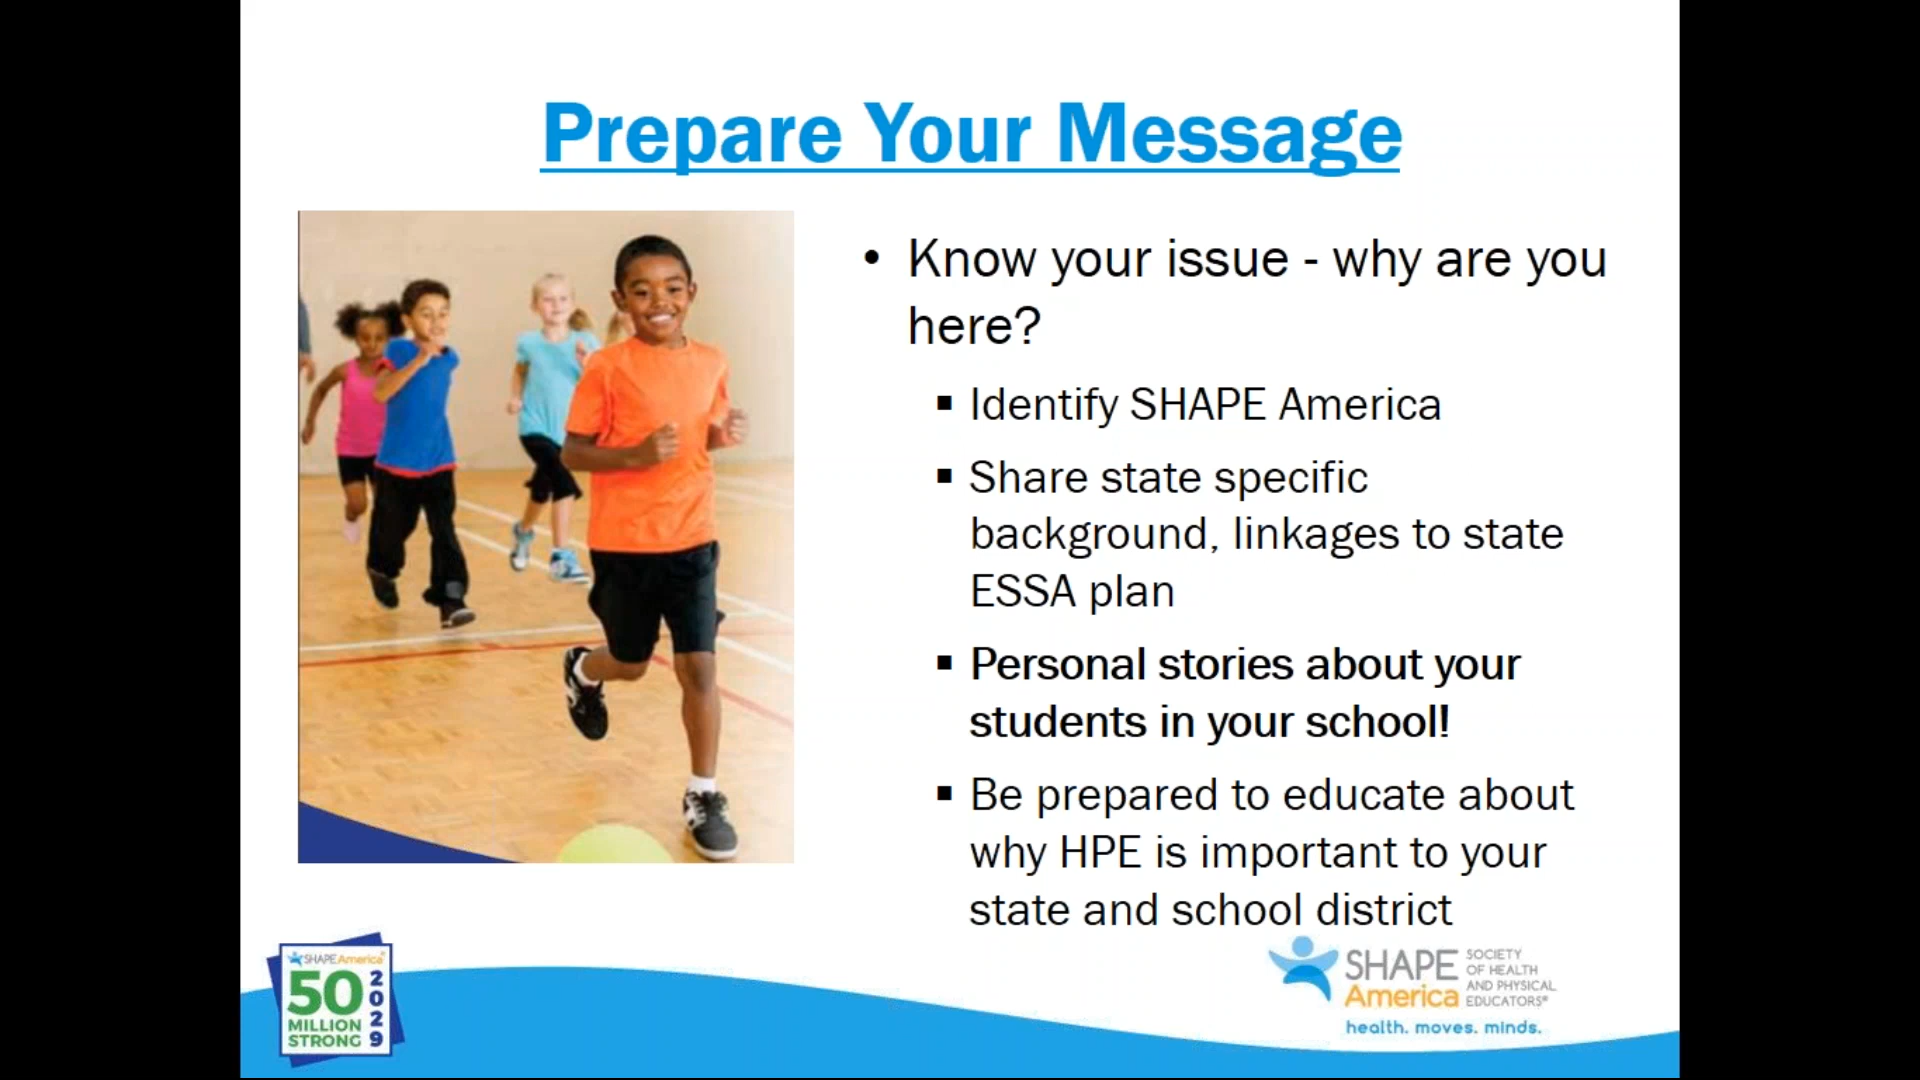 Prepare Your Message
• Know your issue - why are you
here?
▪ Identify SHAPE America
▪ Share state specific
background, linkages to state
ESSA plan
▪ Personal stories about your
students in your school!
▪ Be prepared to educate about
why HPE is important to your
state and school district
SHAPE America®
50
MILLION
STRONG
2029
SHAPE
America
SOCIETY
OF HEALTH
AND PHYSICAL
EDUCATORS®
health. moves. minds.